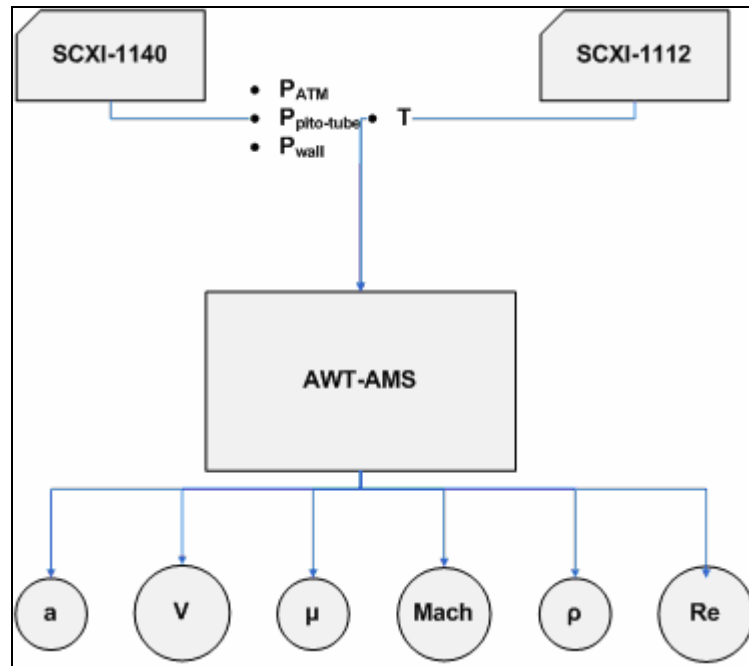 SCXI-1140
SCXI-1112
• P_ATM
• P_pito-tube • T
• P_wall
AWT-AMS
a V μ Mach ρ Re